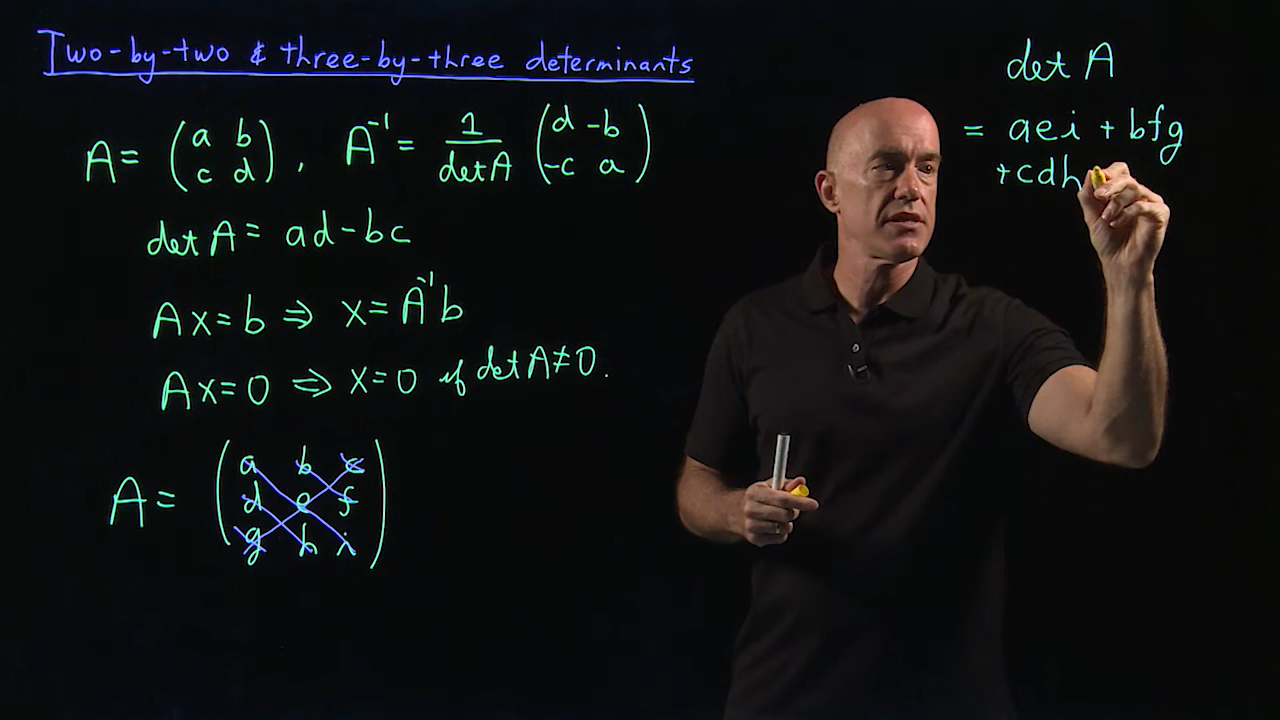 Two-by-two & three-by-three determinants
A = (a b
c d), A⁻¹ = 1/det A (d -b
-c a)
det A = ad - bc
Ax = b ⇒ x = A⁻¹b
Ax = 0 ⇒ x = 0 if det A ≠ 0.
A = (a b c
d e f
g h i)
det A
= aei + bfg
+ cdh